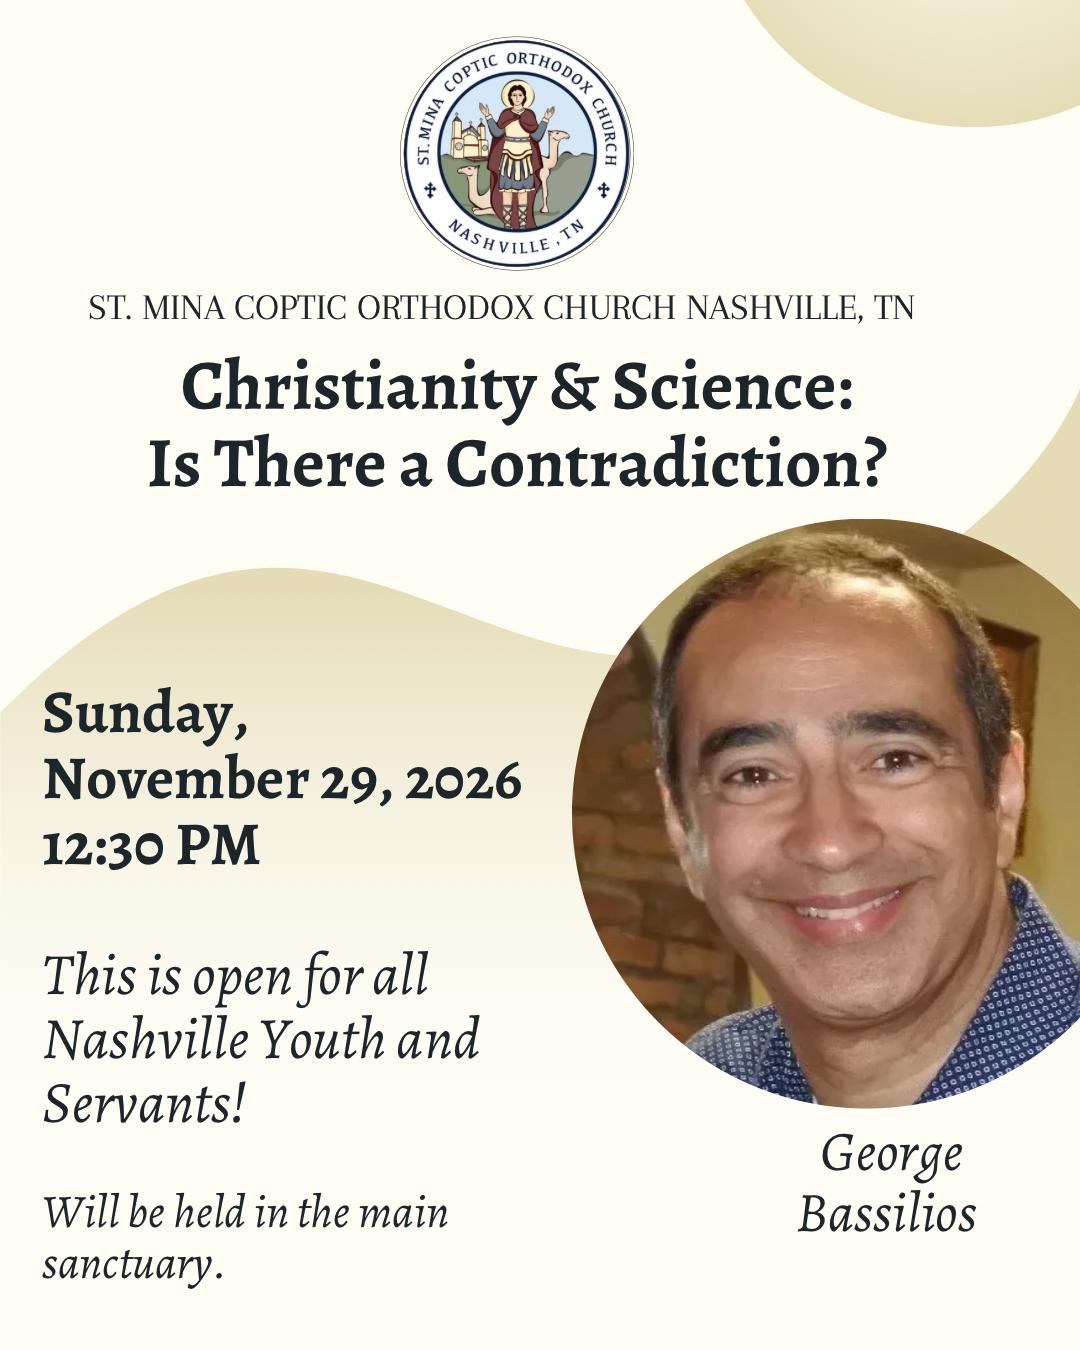 ST. MINA COPTIC ORTHODOX CHURCH
NASHVILLE, TN
ST. MINA COPTIC ORTHODOX CHURCH NASHVILLE, TN
Christianity & Science:
Is There a Contradiction?
Sunday,
November 29, 2026
12:30 PM
This is open for all
Nashville Youth and
Servants!
Will be held in the main
sanctuary.
George
Bassilios